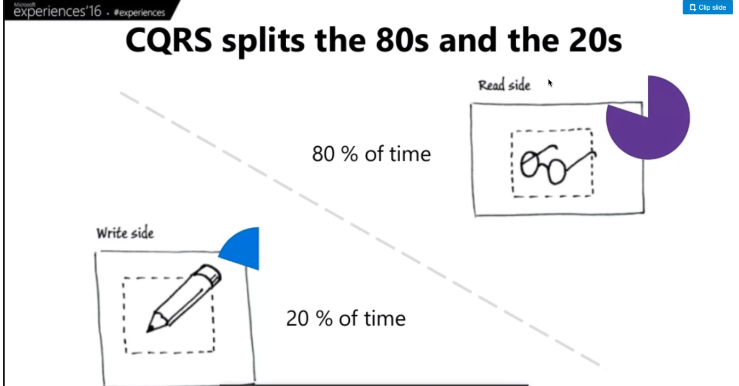 Microsoft
experiences'16 • #experiences
Clip slide
CQRS splits the 80s and the 20s
Read side
80 % of time
Write side
20 % of time